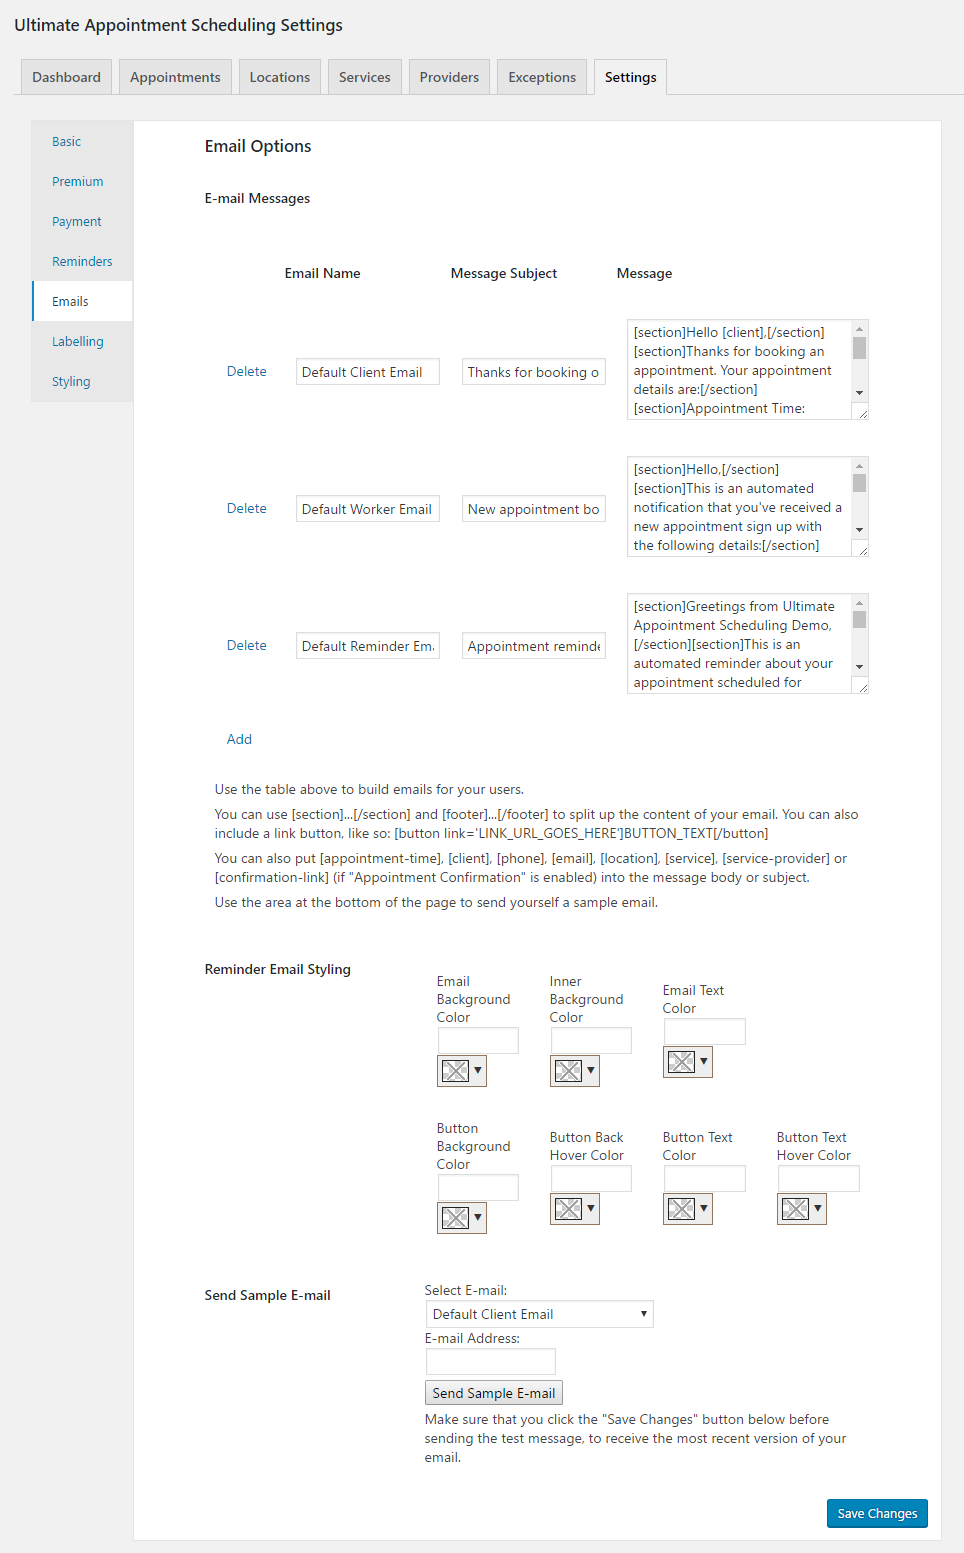 Ultimate Appointment Scheduling Settings
Dashboard
Appointments
Locations
Services
Providers
Exceptions
Settings
Basic
Premium
Payment
Reminders
Emails
Labelling
Styling
Email Options
E-mail Messages
Email Name
Message Subject
Message
Delete
Default Client Email
Thanks for booking o
[section]Hello [client],[/section]
[section]Thanks for booking an
appointment. Your appointment
details are:[/section]
[section]Appointment Time:
Delete
Default Worker Email
New appointment bo
[section]Hello,[/section]
[section]This is an automated
notification that you've received a
new appointment sign up with
the following details:[/section]
Delete
Default Reminder Ema
Appointment reminde
[section]Greetings from Ultimate
Appointment Scheduling Demo,
[/section][section]This is an
automated reminder about your
appointment scheduled for
Add
Use the table above to build emails for your users.
You can use [section]...[/section] and [footer]...[/footer] to split up the content of your email. You can also
include a link button, like so: [button link='LINK_URL_GOES_HERE']BUTTON_TEXT[/button]
You can also put [appointment-time], [client], [phone], [email], [location], [service], [service-provider] or
[confirmation-link] (if "Appointment Confirmation" is enabled) into the message body or subject.
Use the area at the bottom of the page to send yourself a sample email.
Reminder Email Styling
Email
Background
Color
Inner
Background
Color
Email Text
Color
Button
Background
Color
Button Back
Hover Color
Button Text
Color
Button Text
Hover Color
Send Sample E-mail
Select E-mail:
Default Client Email
E-mail Address:
Send Sample E-mail
Make sure that you click the "Save Changes" button below before
sending the test message, to receive the most recent version of your
email.
Save Changes